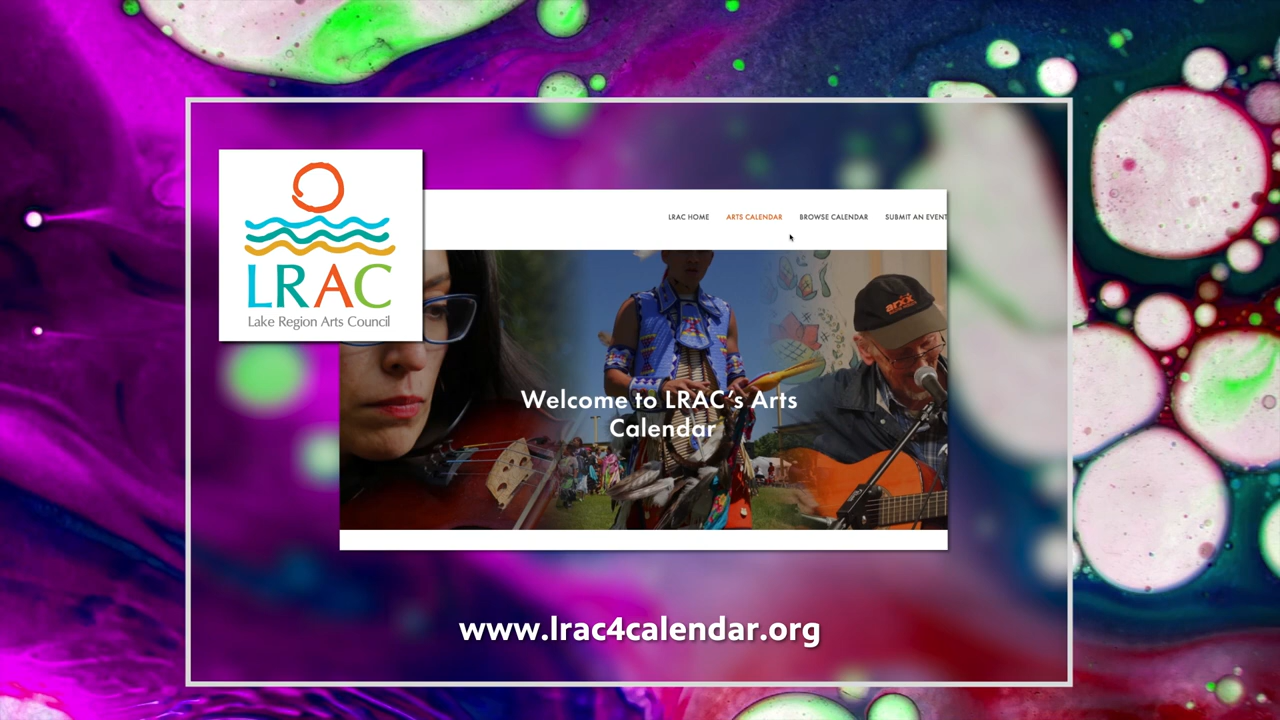 LRAC
Lake Region Arts Council
LRAC HOME ARTS CALENDAR BROWSE CALENDAR SUBMIT AN EVENT
arxx
Welcome to LRAC's Arts
Calendar
www.lrac4calendar.org